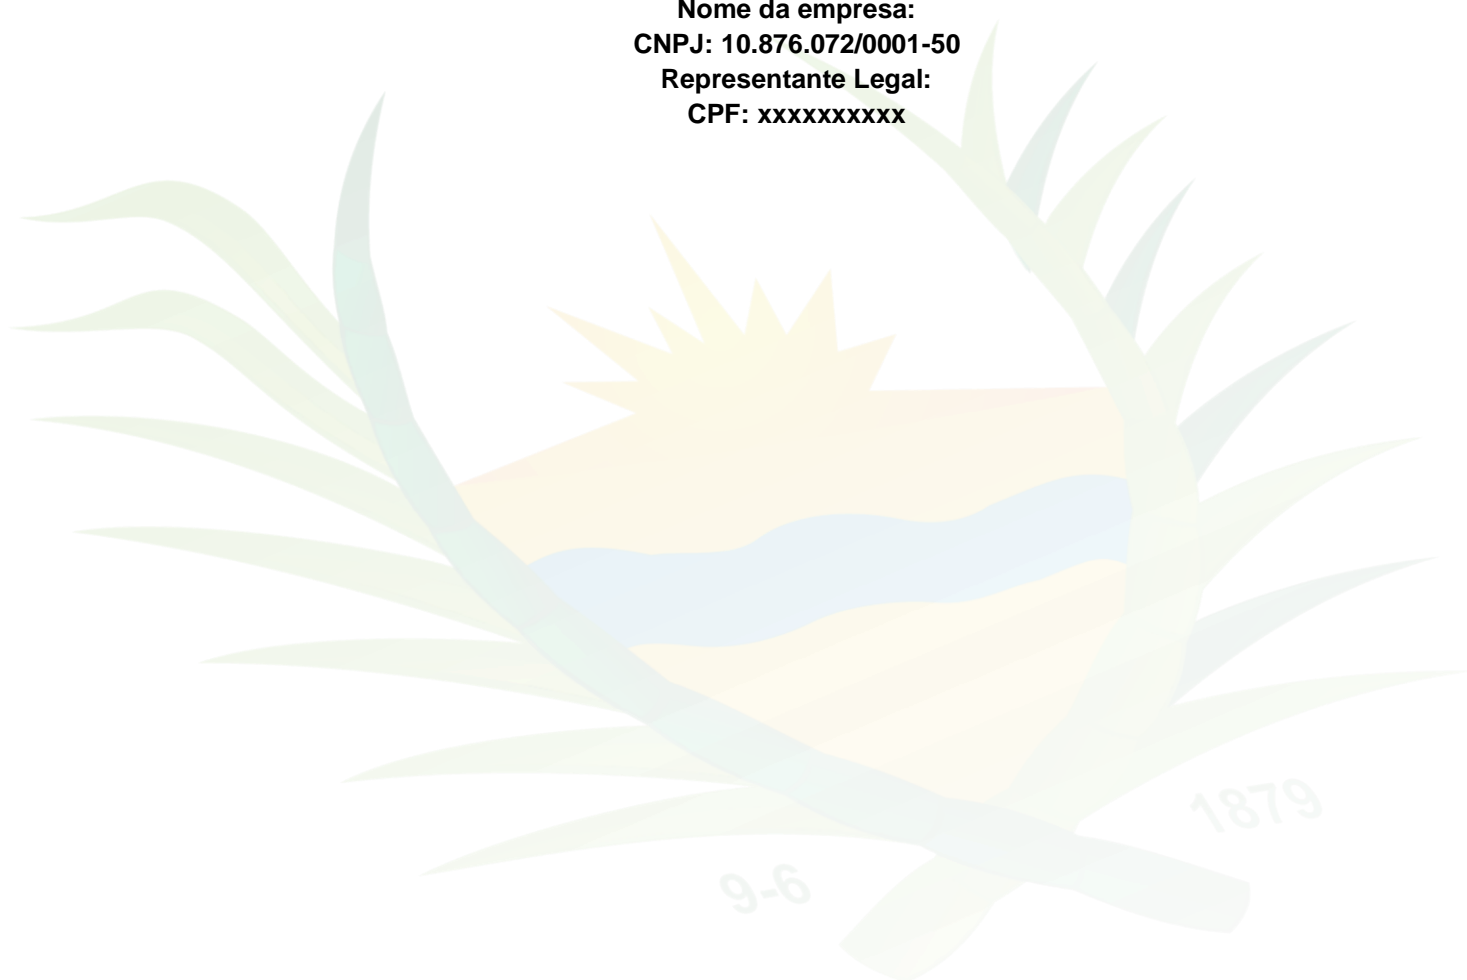 Nome da empresa:
CNPJ: 10.876.072/0001-50
Representante Legal:
CPF: xxxxxxxxxx
1879
9-6